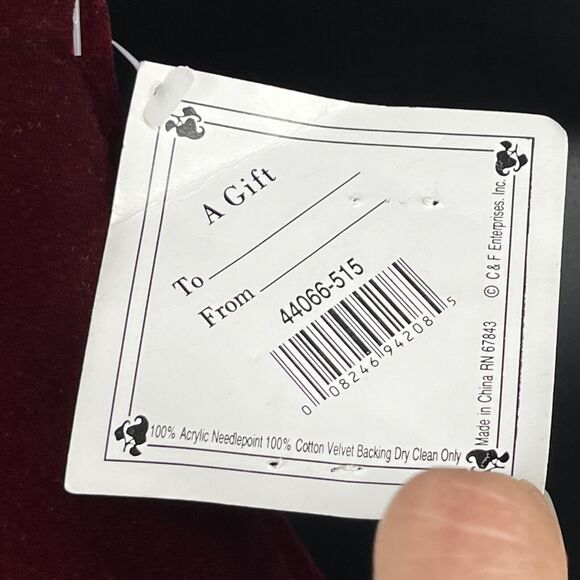 A Gift
To
From
44066-515
0 08246 94208 5
100% Acrylic Needlepoint 100% Cotton Velvet Backing Dry Clean Only
Made in China RN 67843 © C & F Enterprises, Inc.